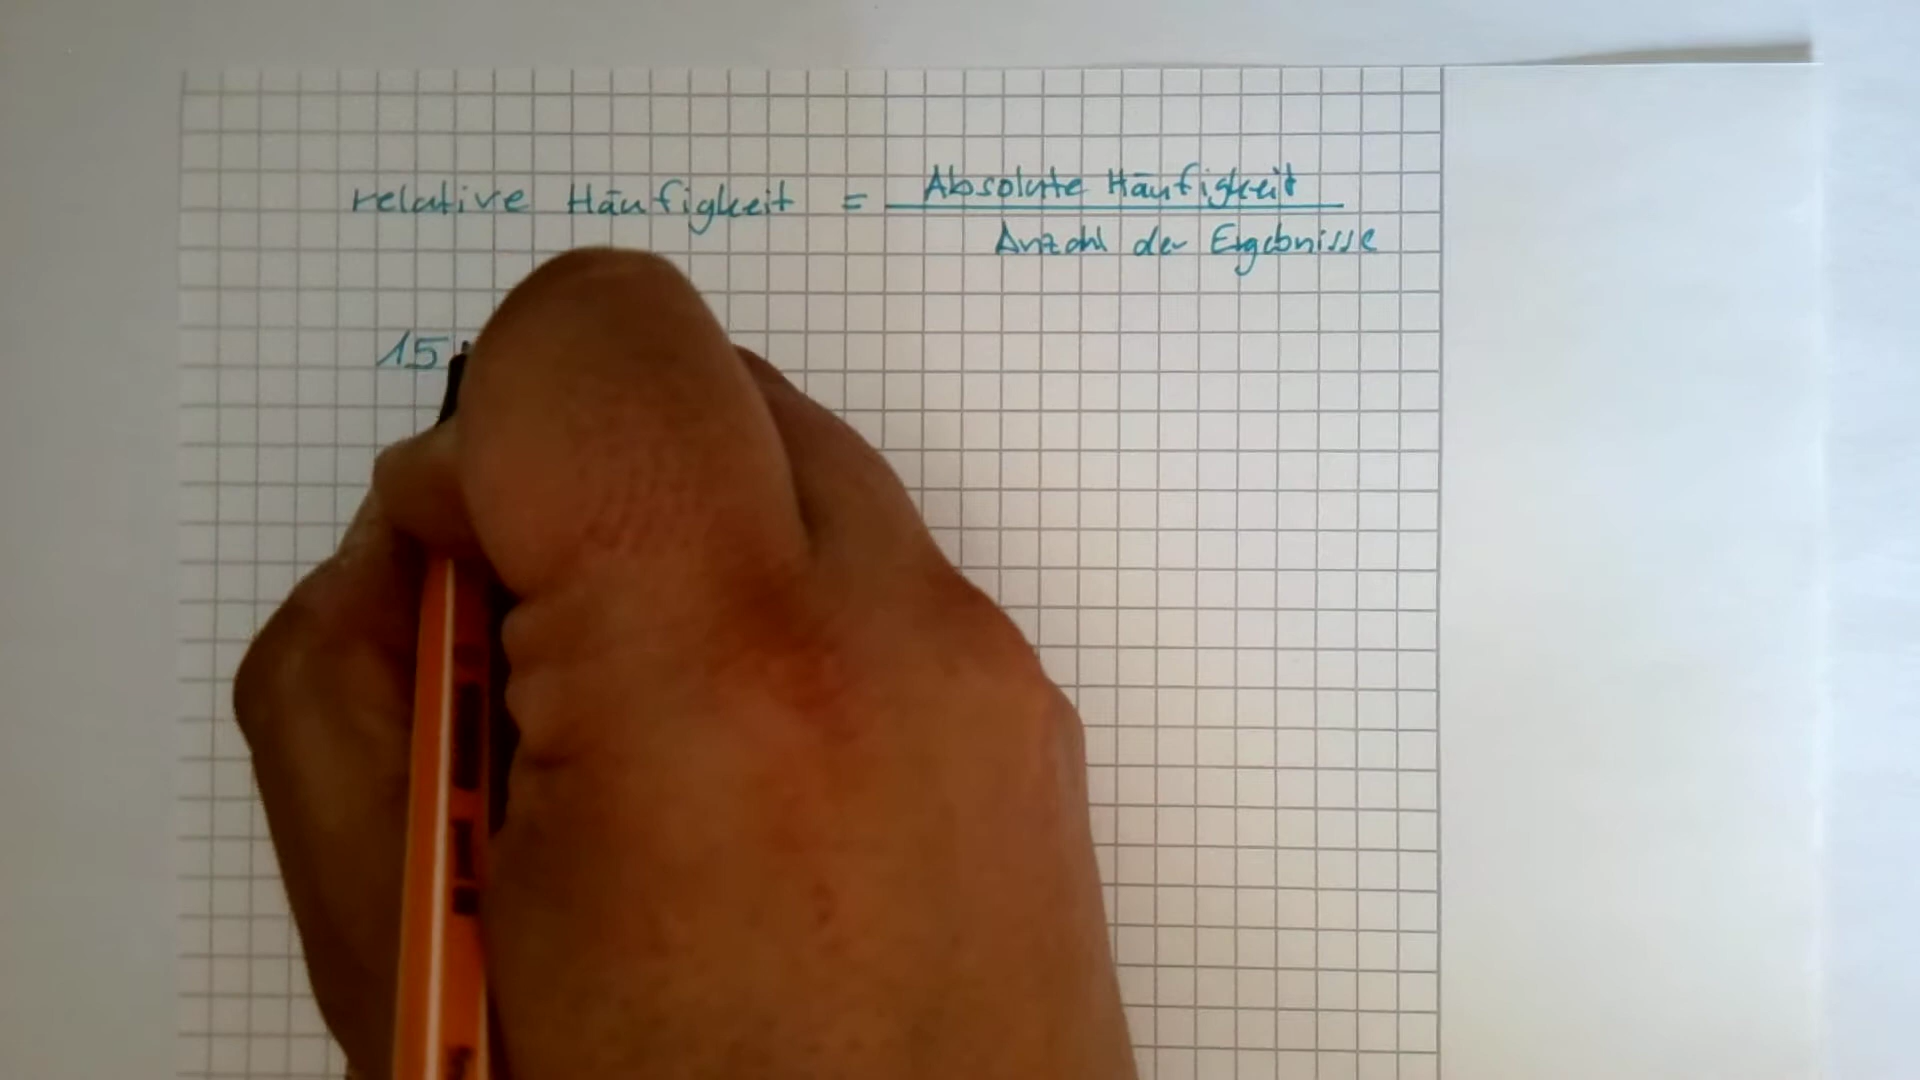 relative Häufigkeit = Absolute Häufigkeit
Anzahl der Ergebnisse
15